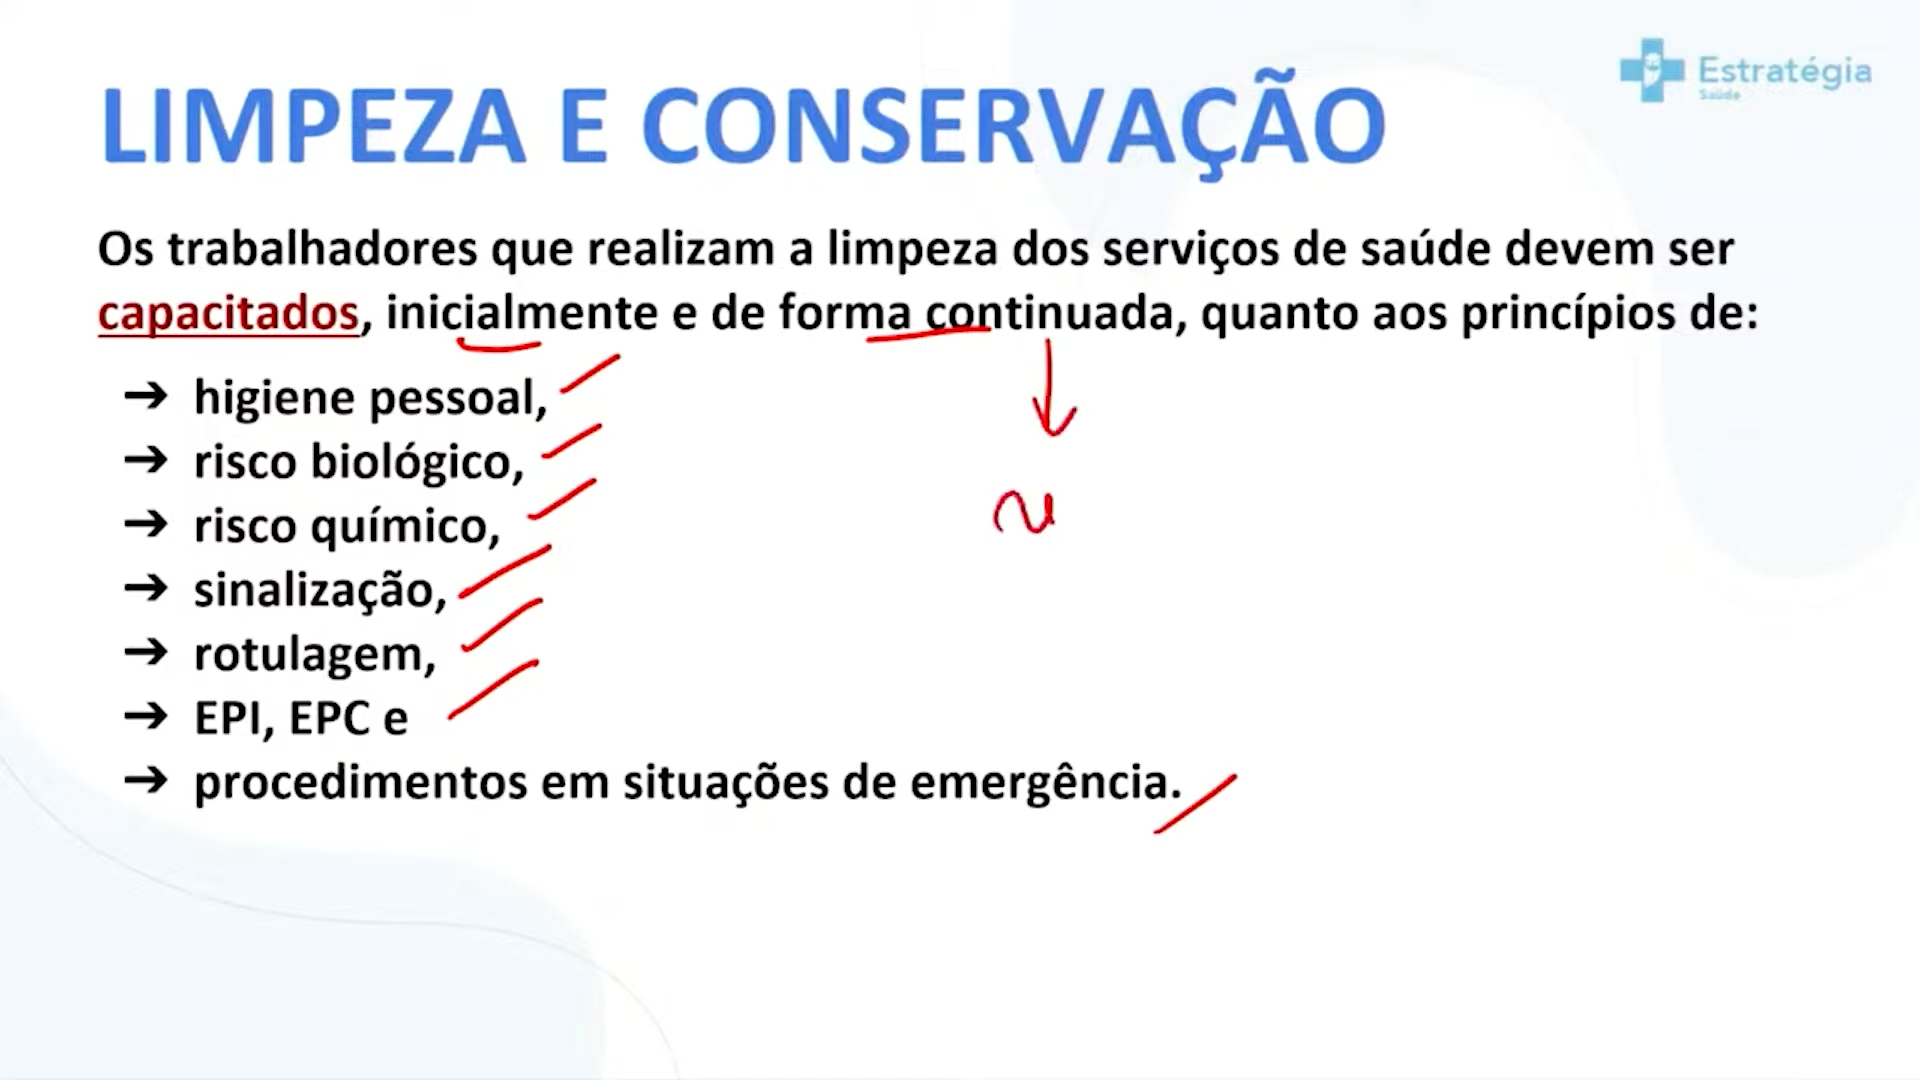 Estratégia
Saúde
LIMPEZA E CONSERVAÇÃO
Os trabalhadores que realizam a limpeza dos serviços de saúde devem ser
capacitados, inicialmente e de forma continuada, quanto aos princípios de:
➔ higiene pessoal,
➔ risco biológico,
➔ risco químico,
➔ sinalização,
➔ rotulagem,
➔ EPI, EPC e
➔ procedimentos em situações de emergência.